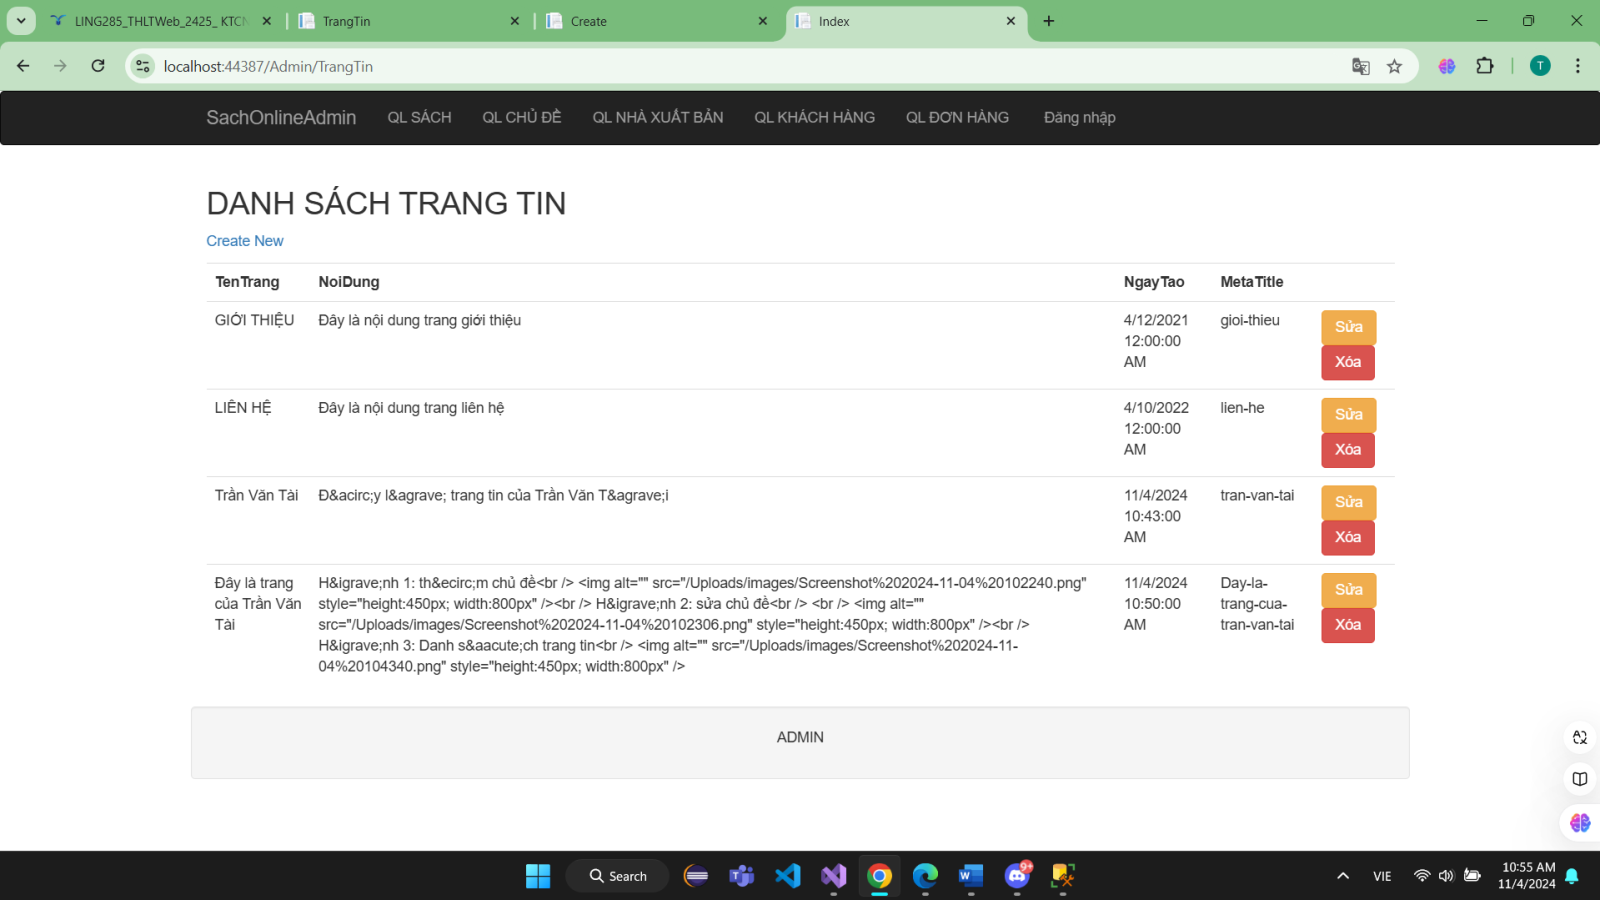 LING285_THLTWeb_2425_ KTCN
TrangTin
Create
Index
localhost:44387/Admin/TrangTin
T
SachOnlineAdmin QL SÁCH QL CHỦ ĐỀ QL NHÀ XUẤT BẢN QL KHÁCH HÀNG QL ĐƠN HÀNG Đăng nhập
DANH SÁCH TRANG TIN
Create New
TenTrang NoiDung NgayTao MetaTitle
GIỚI THIỆU Đây là nội dung trang giới thiệu 4/12/2021 gioi-thieu Sửa
12:00:00
AM Xóa
LIÊN HỆ Đây là nội dung trang liên hệ 4/10/2022 lien-he Sửa
12:00:00
AM Xóa
Trần Văn Tài Đ&acirc;y l&agrave; trang tin của Trần Văn T&agrave;i 11/4/2024 tran-van-tai Sửa
10:43:00
AM Xóa
Đây là trang H&igrave;nh 1: th&ecirc;m chủ đề<br /> <img alt="" src="/Uploads/images/Screenshot%202024-11-04%20102240.png" 11/4/2024 Day-la- Sửa
của Trần Văn style="height:450px; width:800px" /><br /> H&igrave;nh 2: sửa chủ đề<br /> <br /> <img alt="" 10:50:00 trang-cua-
Tài src="/Uploads/images/Screenshot%202024-11-04%20102306.png" style="height:450px; width:800px" /><br /> AM tran-van-tai Xóa
H&igrave;nh 3: Danh s&aacute;ch trang tin<br /> <img alt="" src="/Uploads/images/Screenshot%202024-11-
04%20104340.png" style="height:450px; width:800px" />
ADMIN
Search
9+
VIE
10:55 AM
11/4/2024